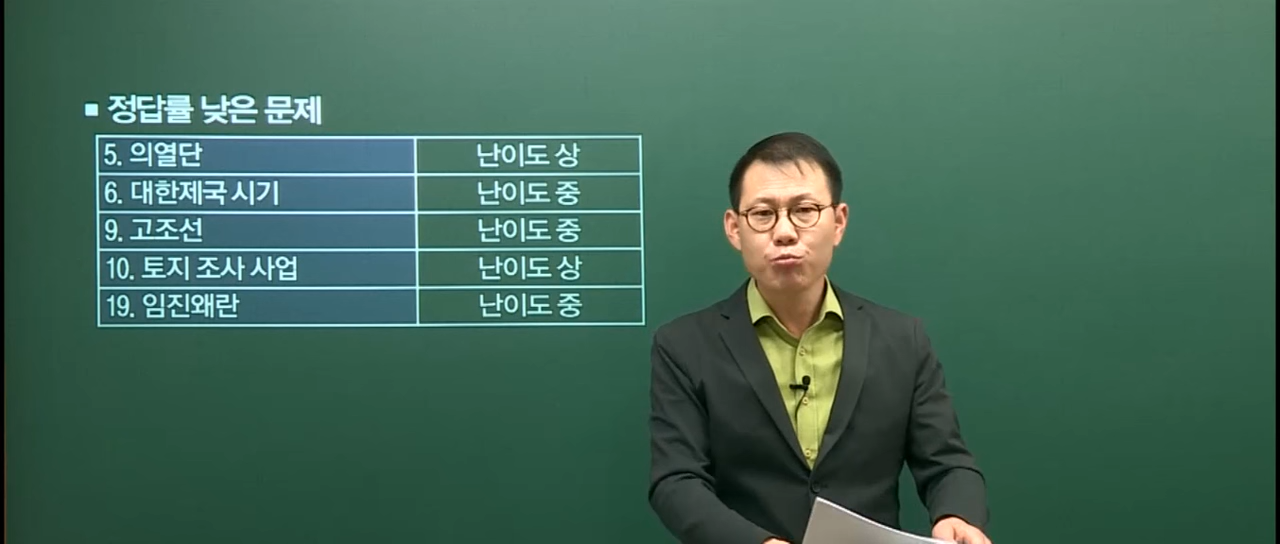 ▪ 정답률 낮은 문제
5. 의열단 난이도 상
6. 대한제국 시기 난이도 중
9. 고조선 난이도 중
10. 토지 조사 사업 난이도 상
19. 임진왜란 난이도 중